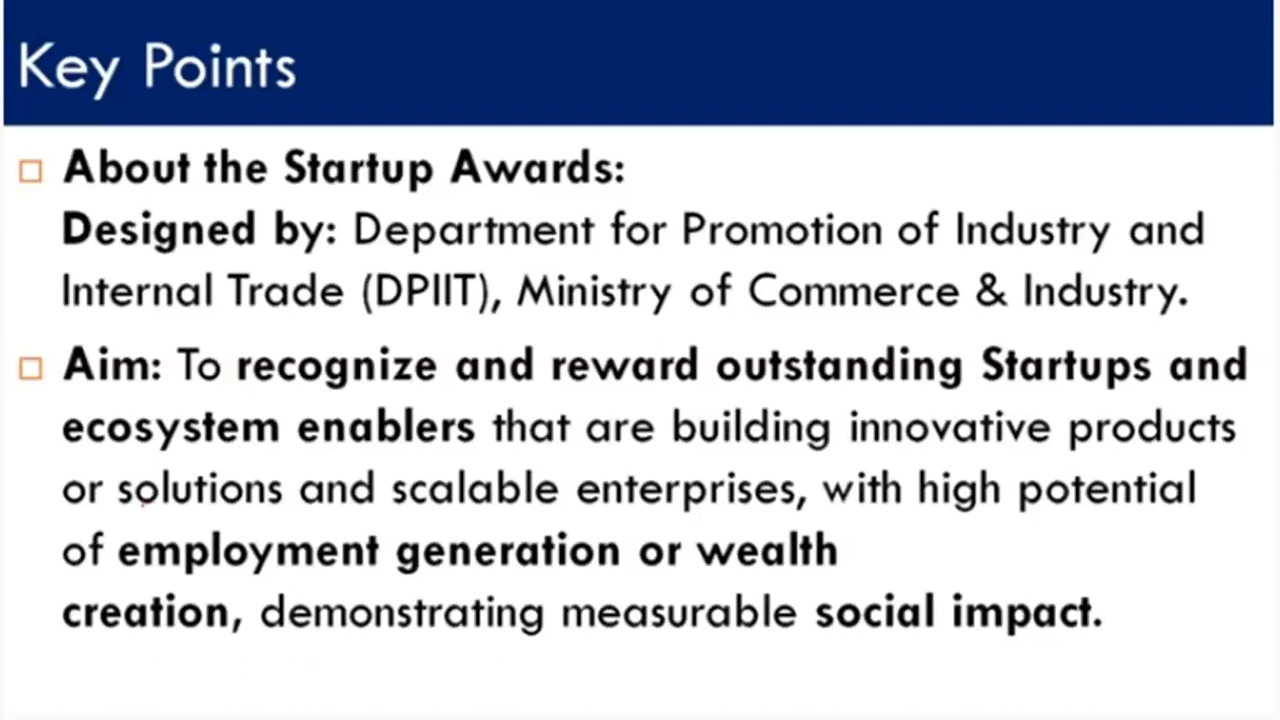 Key Points
About the Startup Awards:
Designed by: Department for Promotion of Industry and
Internal Trade (DPIIT), Ministry of Commerce & Industry.
Aim: To recognize and reward outstanding Startups and
ecosystem enablers that are building innovative products
or solutions and scalable enterprises, with high potential
of employment generation or wealth
creation, demonstrating measurable social impact.